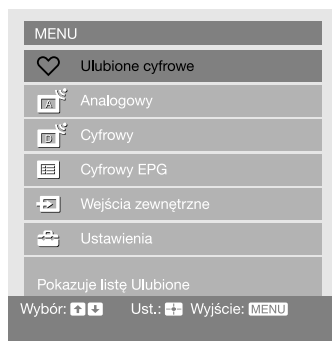 MENU
Ulubione cyfrowe
A Analogowy
D Cyfrowy
Cyfrowy EPG
Wejścia zewnętrzne
Ustawienia
Pokazuje listę Ulubione
Wybór: Ust.: Wyjście: MENU